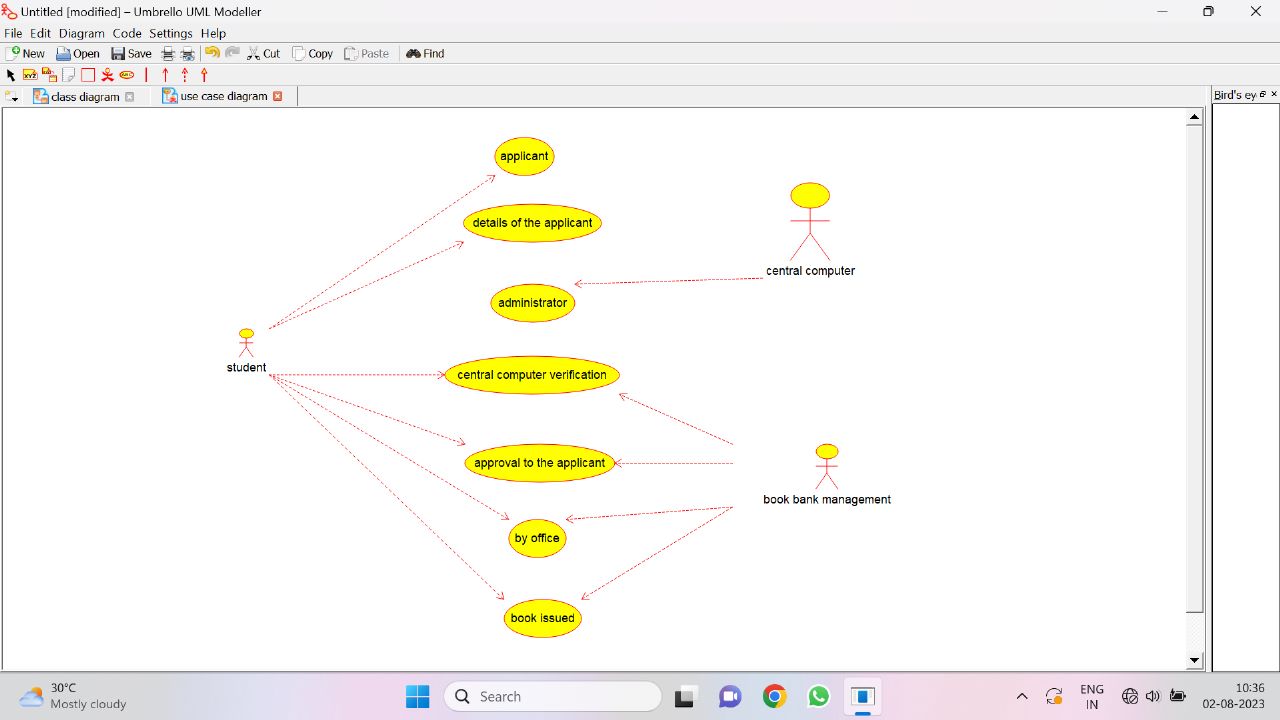 Untitled [modified] – Umbrello UML Modeller
File Edit Diagram Code Settings Help
New Open Save Cut Copy Paste Find
class diagram use case diagram Bird's ey
applicant
details of the applicant
central computer
administrator
student
central computer verification
approval to the applicant
book bank management
by office
book issued
30°C
Mostly cloudy
Search
ENG
IN
10:36
02-08-2023